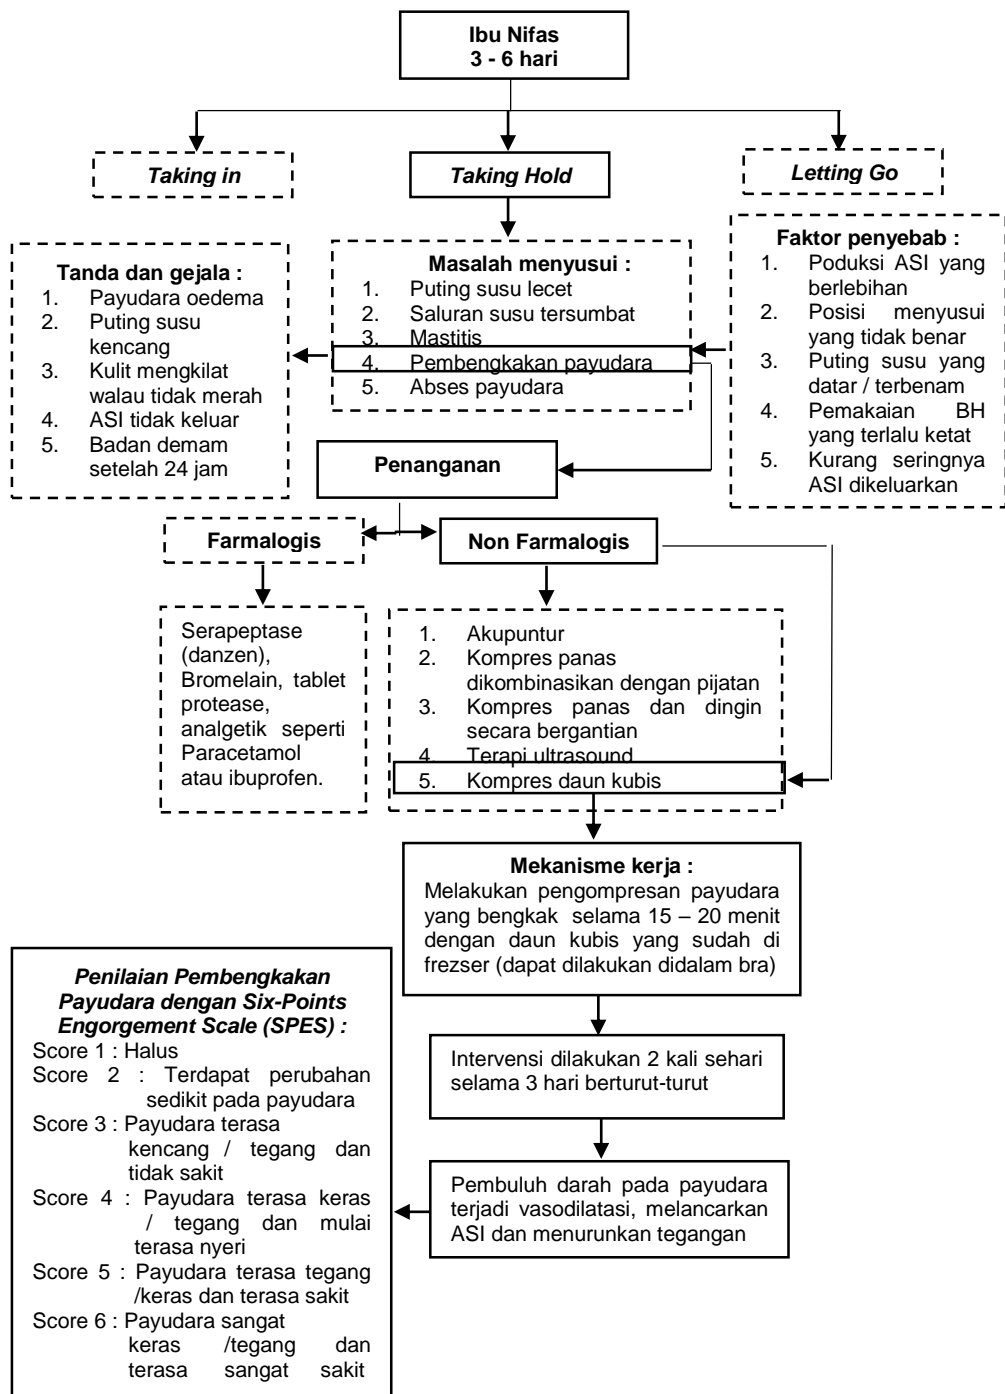 Ibu Nifas
3 - 6 hari
Taking in
Taking Hold
Letting Go
Tanda dan gejala :
1. Payudara oedema
2. Puting susu
kencang
3. Kulit mengkilat
walau tidak merah
4. ASI tidak keluar
5. Badan demam
setelah 24 jam
Masalah menyusui :
1. Puting susu lecet
2. Saluran susu tersumbat
3. Mastitis
4. Pembengkakan payudara
5. Abses payudara
Faktor penyebab :
1. Poduksi ASI yang
berlebihan
2. Posisi menyusui
yang tidak benar
3. Puting susu yang
datar / terbenam
4. Pemakaian BH
yang terlalu ketat
5. Kurang seringnya
ASI dikeluarkan
Penanganan
Farmalogis
Non Farmalogis
Serapeptase
(danzen),
Bromelain, tablet
protease,
analgetik seperti
Paracetamol
atau ibuprofen.
1. Akupuntur
2. Kompres panas
dikombinasikan dengan pijatan
3. Kompres panas dan dingin
secara bergantian
4. Terapi ultrasound
5. Kompres daun kubis
Mekanisme kerja :
Melakukan pengompresan payudara
yang bengkak selama 15 – 20 menit
dengan daun kubis yang sudah di
frezser (dapat dilakukan didalam bra)
Intervensi dilakukan 2 kali sehari
selama 3 hari berturut-turut
Pembuluh darah pada payudara
terjadi vasodilatasi, melancarkan
ASI dan menurunkan tegangan
Penilaian Pembengkakan
Payudara dengan Six-Points
Engorgement Scale (SPES) :
Score 1 : Halus
Score 2 : Terdapat perubahan
sedikit pada payudara
Score 3 : Payudara terasa
kencang / tegang dan
tidak sakit
Score 4 : Payudara terasa keras
/ tegang dan mulai
terasa nyeri
Score 5 : Payudara terasa tegang
/keras dan terasa sakit
Score 6 : Payudara sangat
keras /tegang dan
terasa sangat sakit